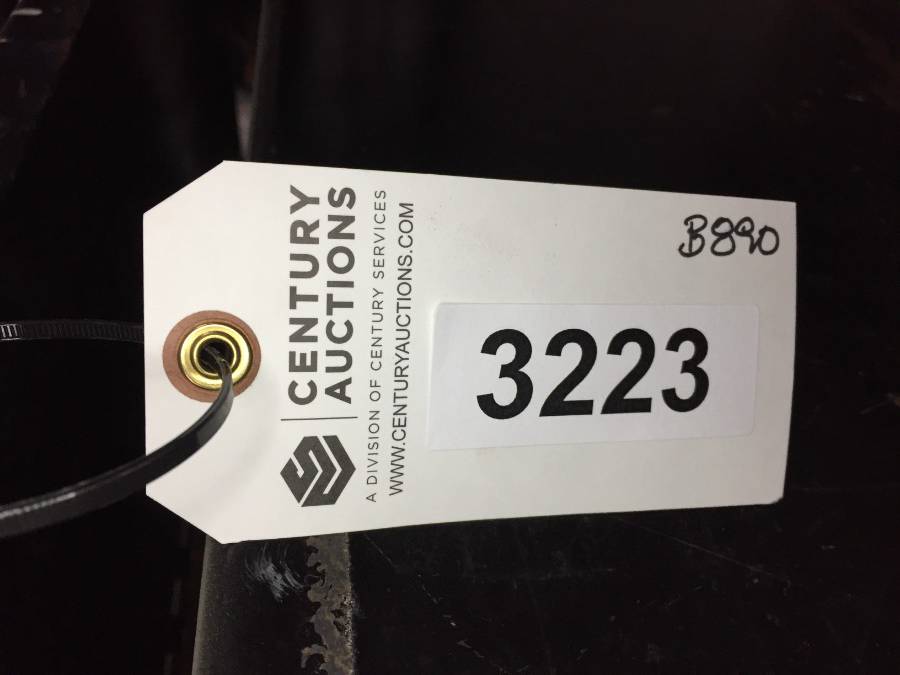 CENTURY
AUCTIONS
A DIVISION OF CENTURY SERVICES
WWW.CENTURYAUCTIONS.COM
B890
3223